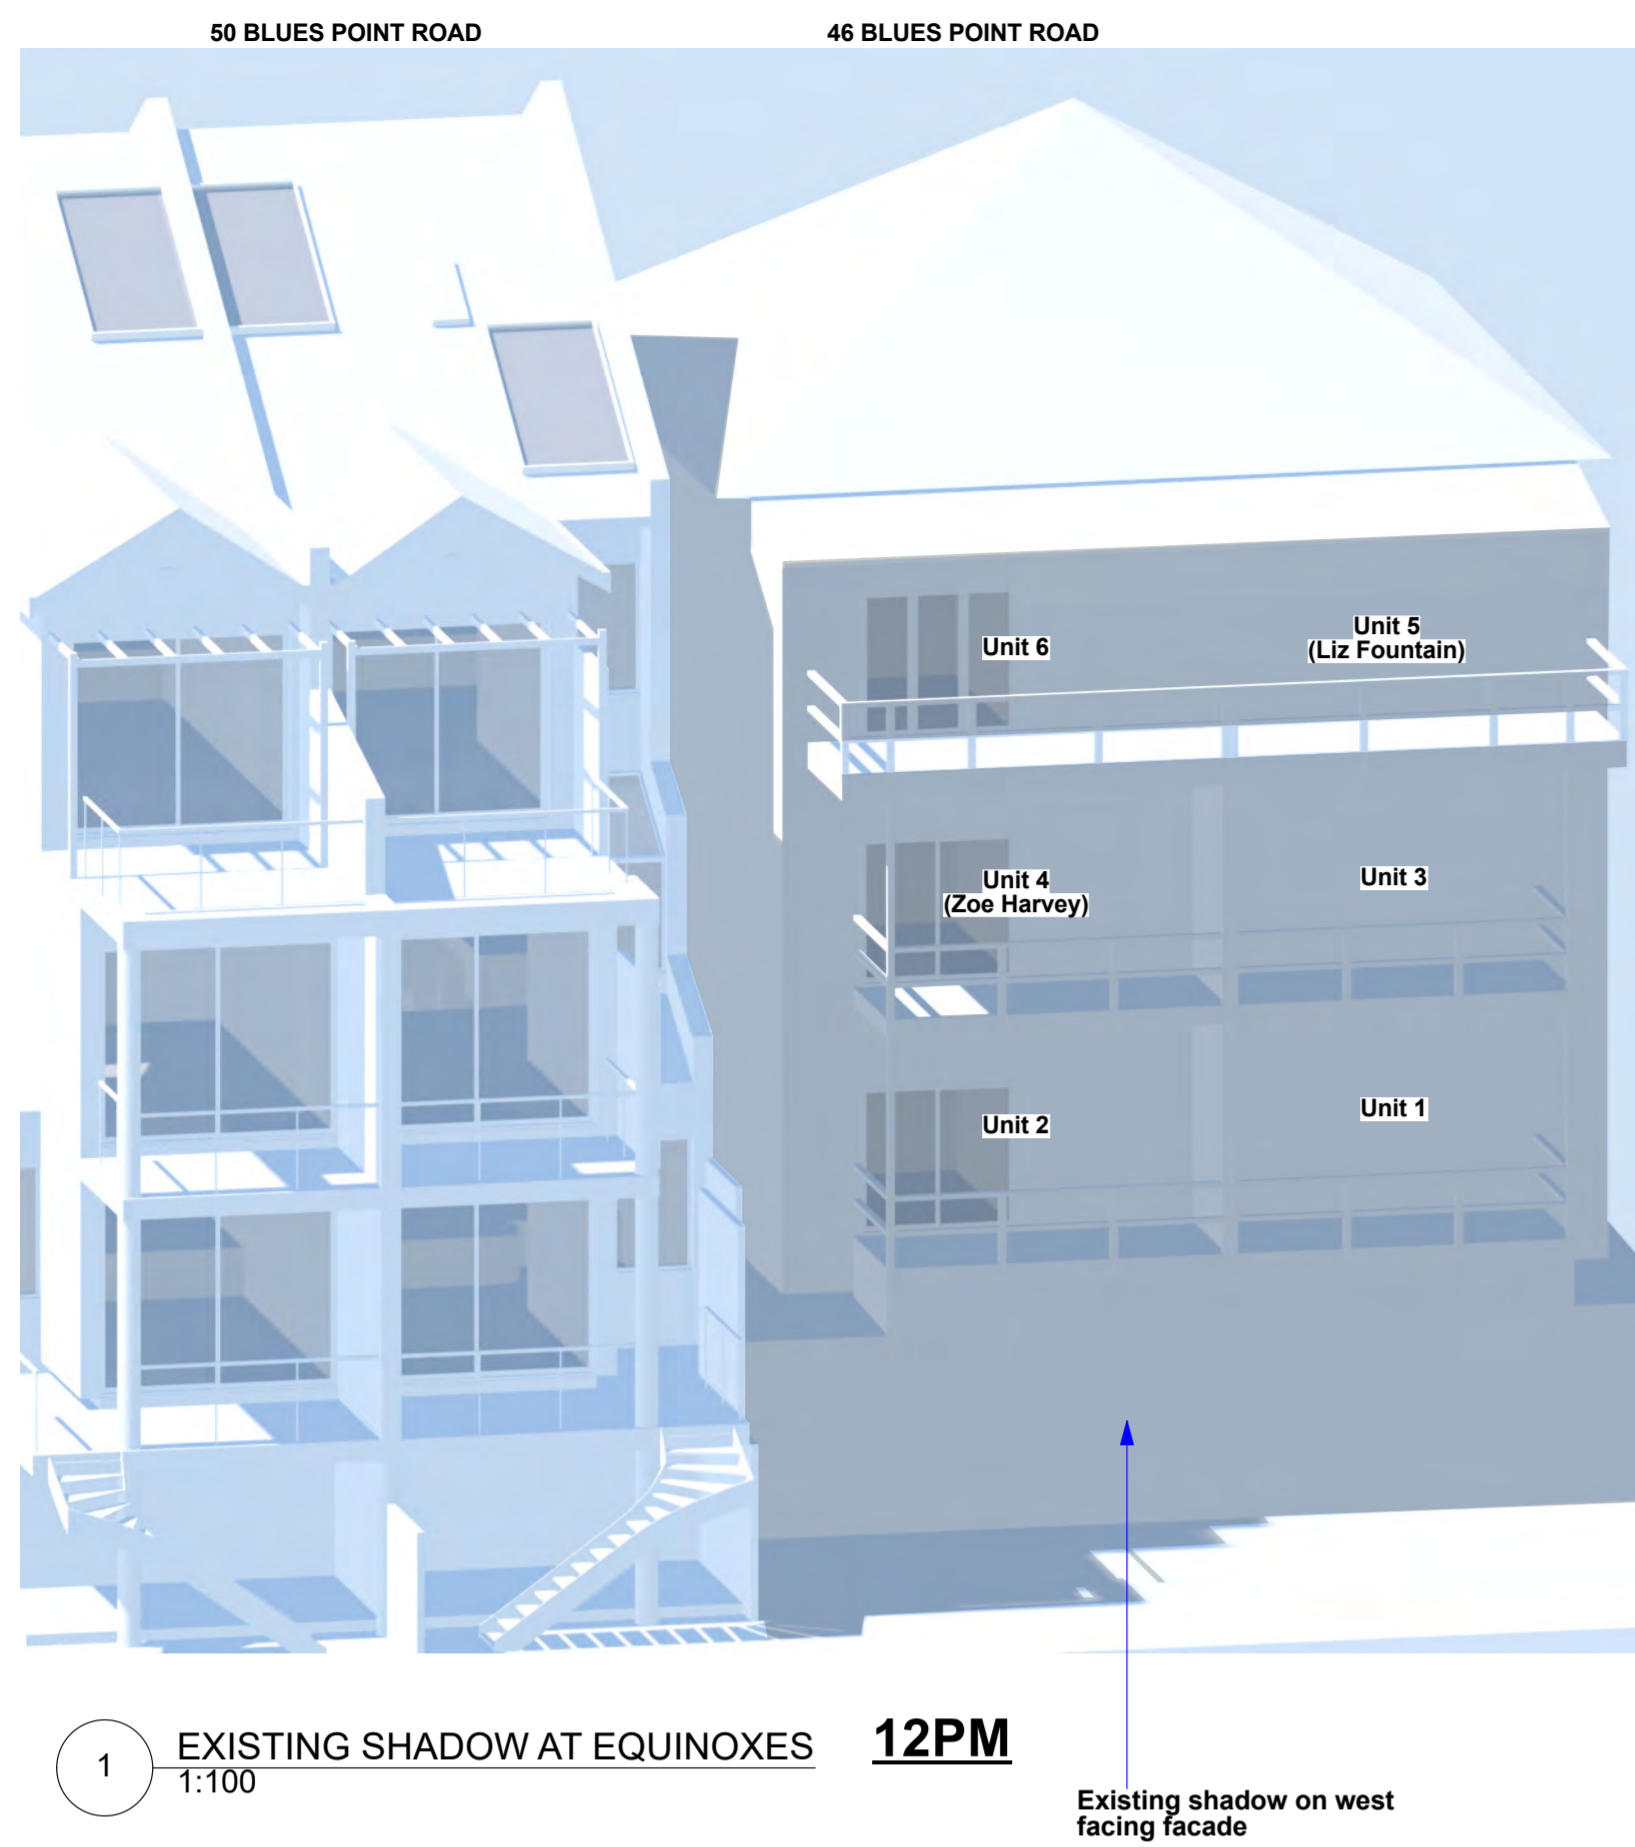 50 BLUES POINT ROAD
46 BLUES POINT ROAD
Unit 6
Unit 5
(Liz Fountain)
Unit 4
(Zoe Harvey)
Unit 3
Unit 2
Unit 1
1
EXISTING SHADOW AT EQUINOXES
12PM
1:100
Existing shadow on west
facing facade